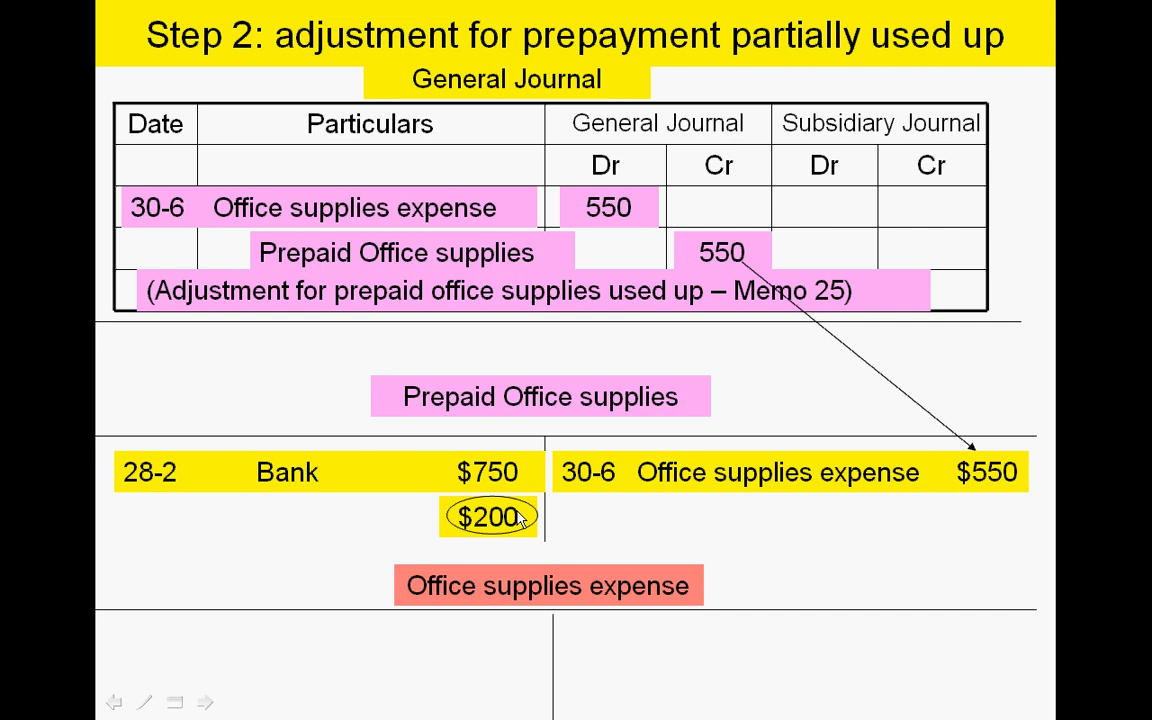 Step 2: adjustment for prepayment partially used up
General Journal
Date Particulars General Journal Subsidiary Journal
Dr Cr Dr Cr
30-6 Office supplies expense 550
Prepaid Office supplies 550
(Adjustment for prepaid office supplies used up – Memo 25)
Prepaid Office supplies
28-2 Bank $750 30-6 Office supplies expense $550
$200
Office supplies expense